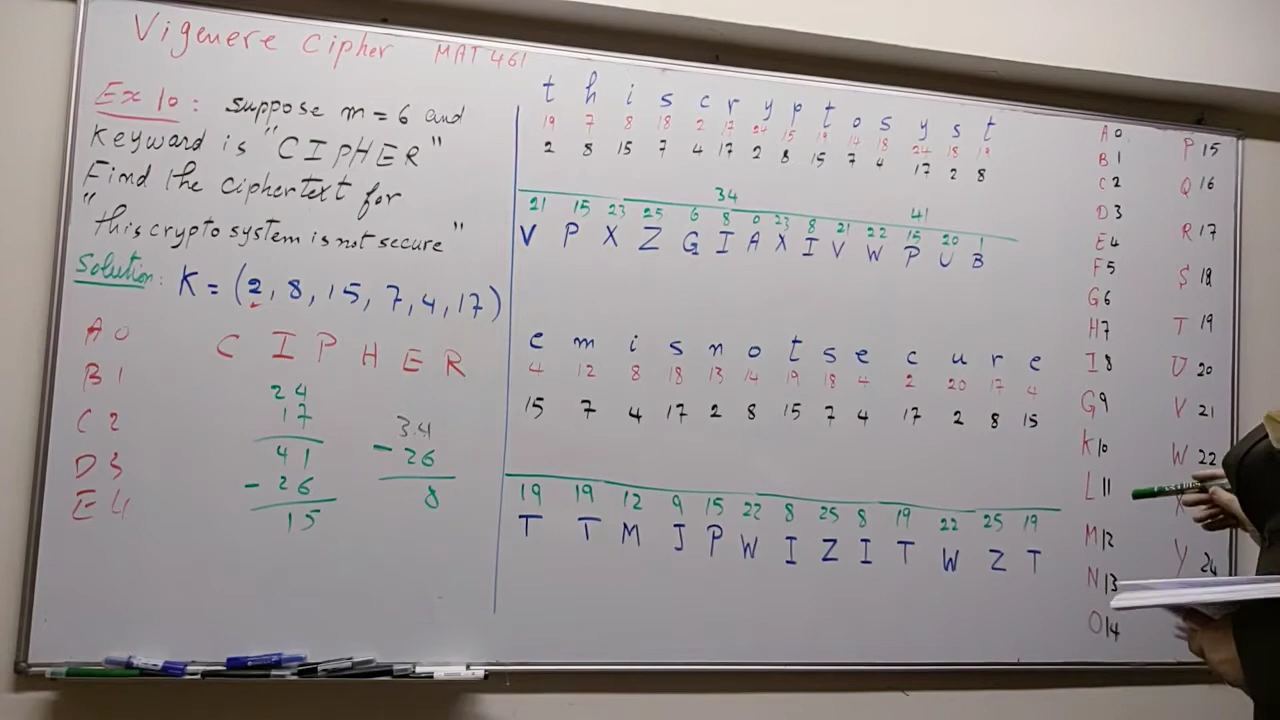 Vigenere Cipher MAT 461
Ex 10: suppose m = 6 and
Keyword is "CIPHER"
Find the ciphertext for
"this crypto system is not secure"
Solution: K = (2, 8, 15, 7, 4, 17)
C I P H E R
A 0
B 1
C 2
D 3
E 4
24
17
41
- 26
15
34
- 26
8
t h i s c r y p t o s y s t
19 7 8 18 2 17 24 15 19 14 18 24 18 19
2 8 15 7 4 17 2 8 15 7 4 17 2 8
34 41
21 15 23 25 6 8 0 23 8 21 22 15 20 1
V P X Z G I A X I V W P U B
e m i s n o t s e c u r e
4 12 8 18 13 14 19 18 4 2 20 17 4
15 7 4 17 2 8 15 7 4 17 2 8 15
19 19 12 9 15 22 8 25 8 19 22 25 19
T T M J P W I Z I T W Z T
A 0
B 1
C 2
D 3
E 4
F 5
G 6
H 7
I 8
G 9
K 10
L 11
M 12
N 13
O 14
P 15
Q 16
R 17
S 18
T 19
U 20
V 21
W 22
X
Y 24